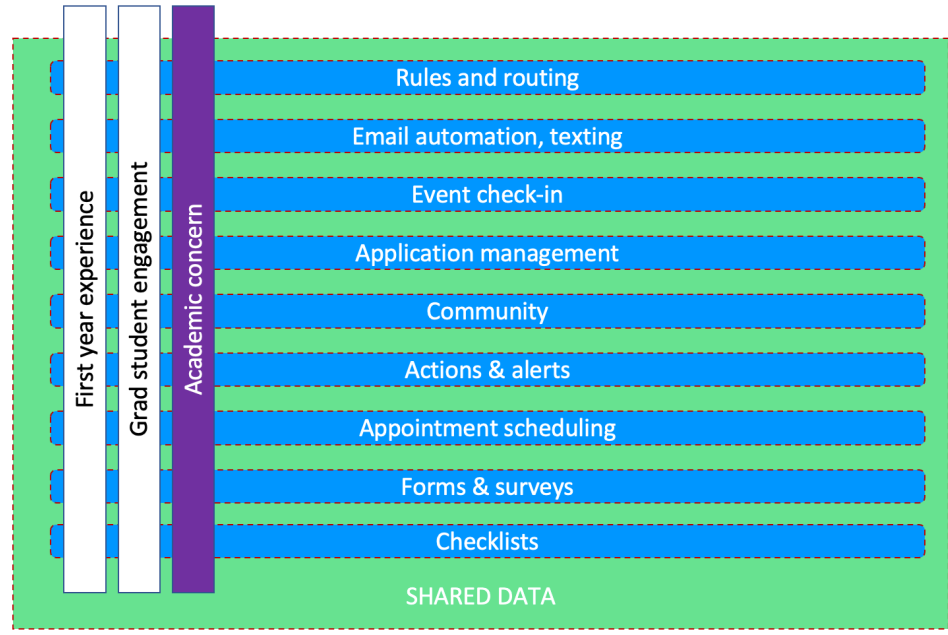 First year experience
Grad student engagement
Academic concern
Rules and routing
Email automation, texting
Event check-in
Application management
Community
Actions & alerts
Appointment scheduling
Forms & surveys
Checklists
SHARED DATA